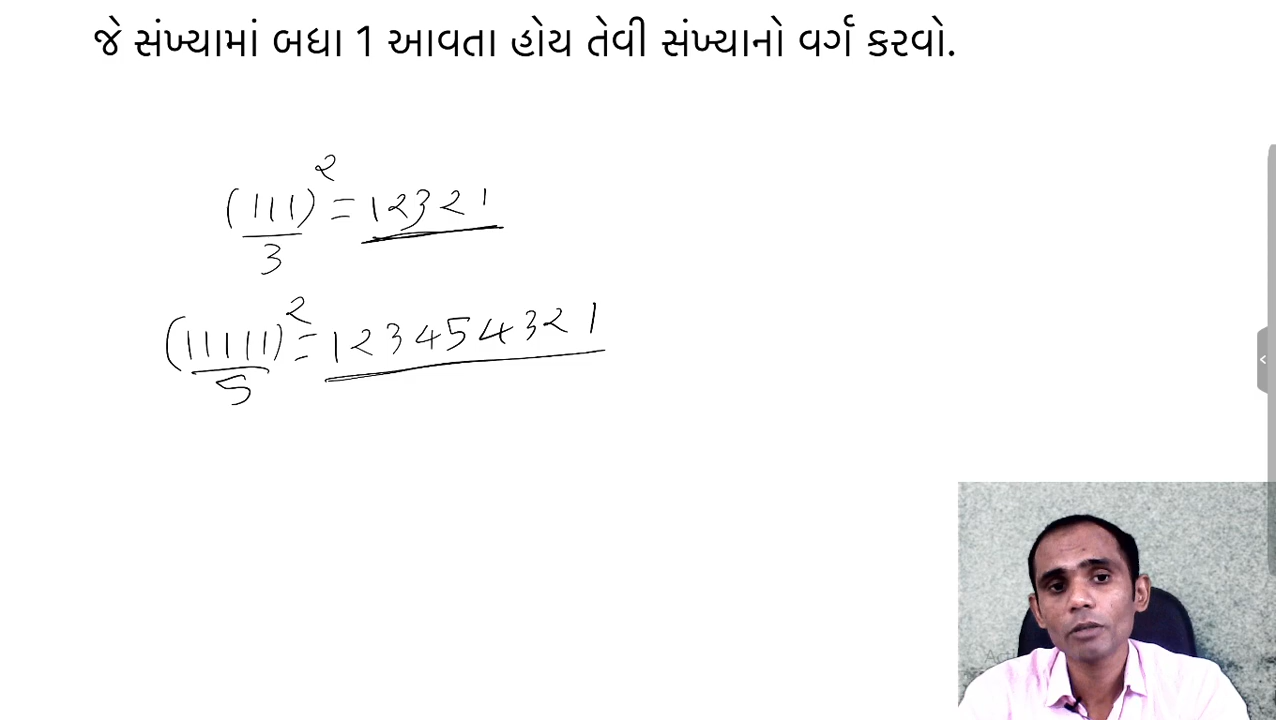 જે સંખ્યામાં બધા 1 આવતા હોય તેવી સંખ્યાનો વર્ગ કરવો.
(111)² = 12321
3
(11111)² = 123454321
5